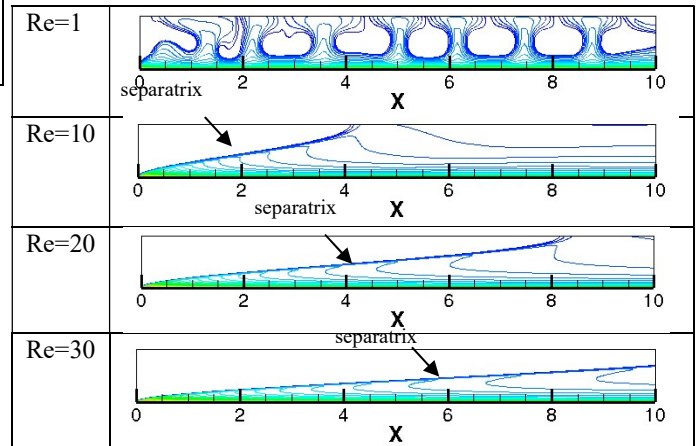 Re=1
0 2 4 6 8 10
X
separatrix
Re=10
0 2 4 6 8 10
X
separatrix
Re=20
0 2 4 6 8 10
X
separatrix
Re=30
0 2 4 6 8 10
X